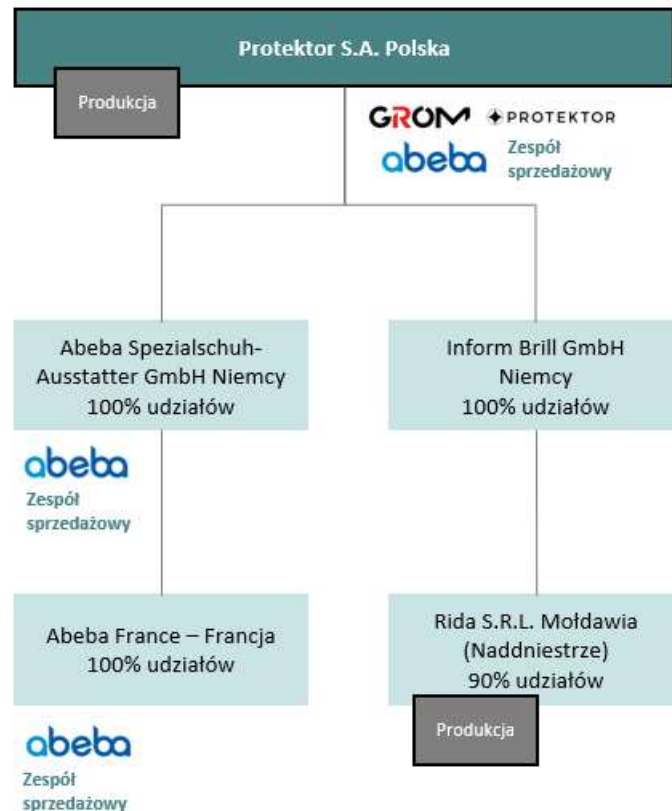 Protektor S.A. Polska
Produkcja
GROM PROTEKTOR
abeba
Zespół
sprzedażowy
Abeba Spezialschuh-
Ausstatter GmbH Niemcy
100% udziałów
Inform Brill GmbH
Niemcy
100% udziałów
abeba
Zespół
sprzedażowy
Abeba France – Francja
100% udziałów
Rida S.R.L. Mołdawia
(Naddniestrze)
90% udziałów
Produkcja
abeba
Zespół
sprzedażowy